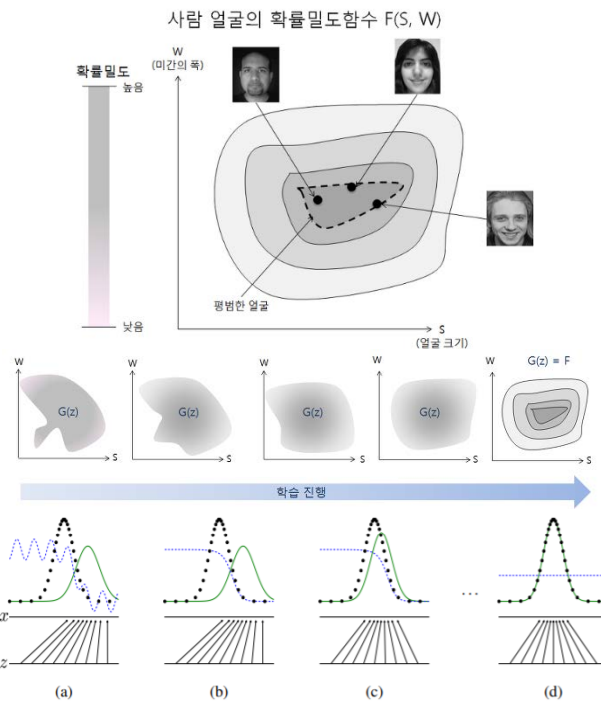 사람 얼굴의 확률밀도함수 F(S, W)
확률밀도
높음
낮음
W
(미간의 폭)
평범한 얼굴
S
(얼굴 크기)
W
G(z)
S
W
G(z)
S
W
G(z)
S
W
G(z)
S
G(z) = F
W
S
학습 진행
x
z
...
(a)
(b)
(c)
(d)